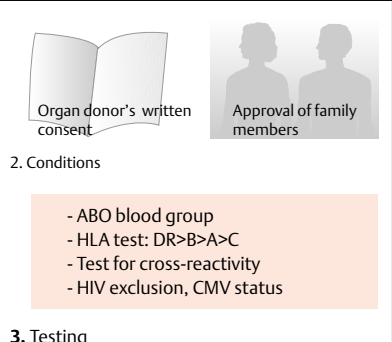 Organ donor's written
consent
Approval of family
members
2. Conditions
- ABO blood group
- HLA test: DR>B>A>C
- Test for cross-reactivity
- HIV exclusion, CMV status
3. Testing